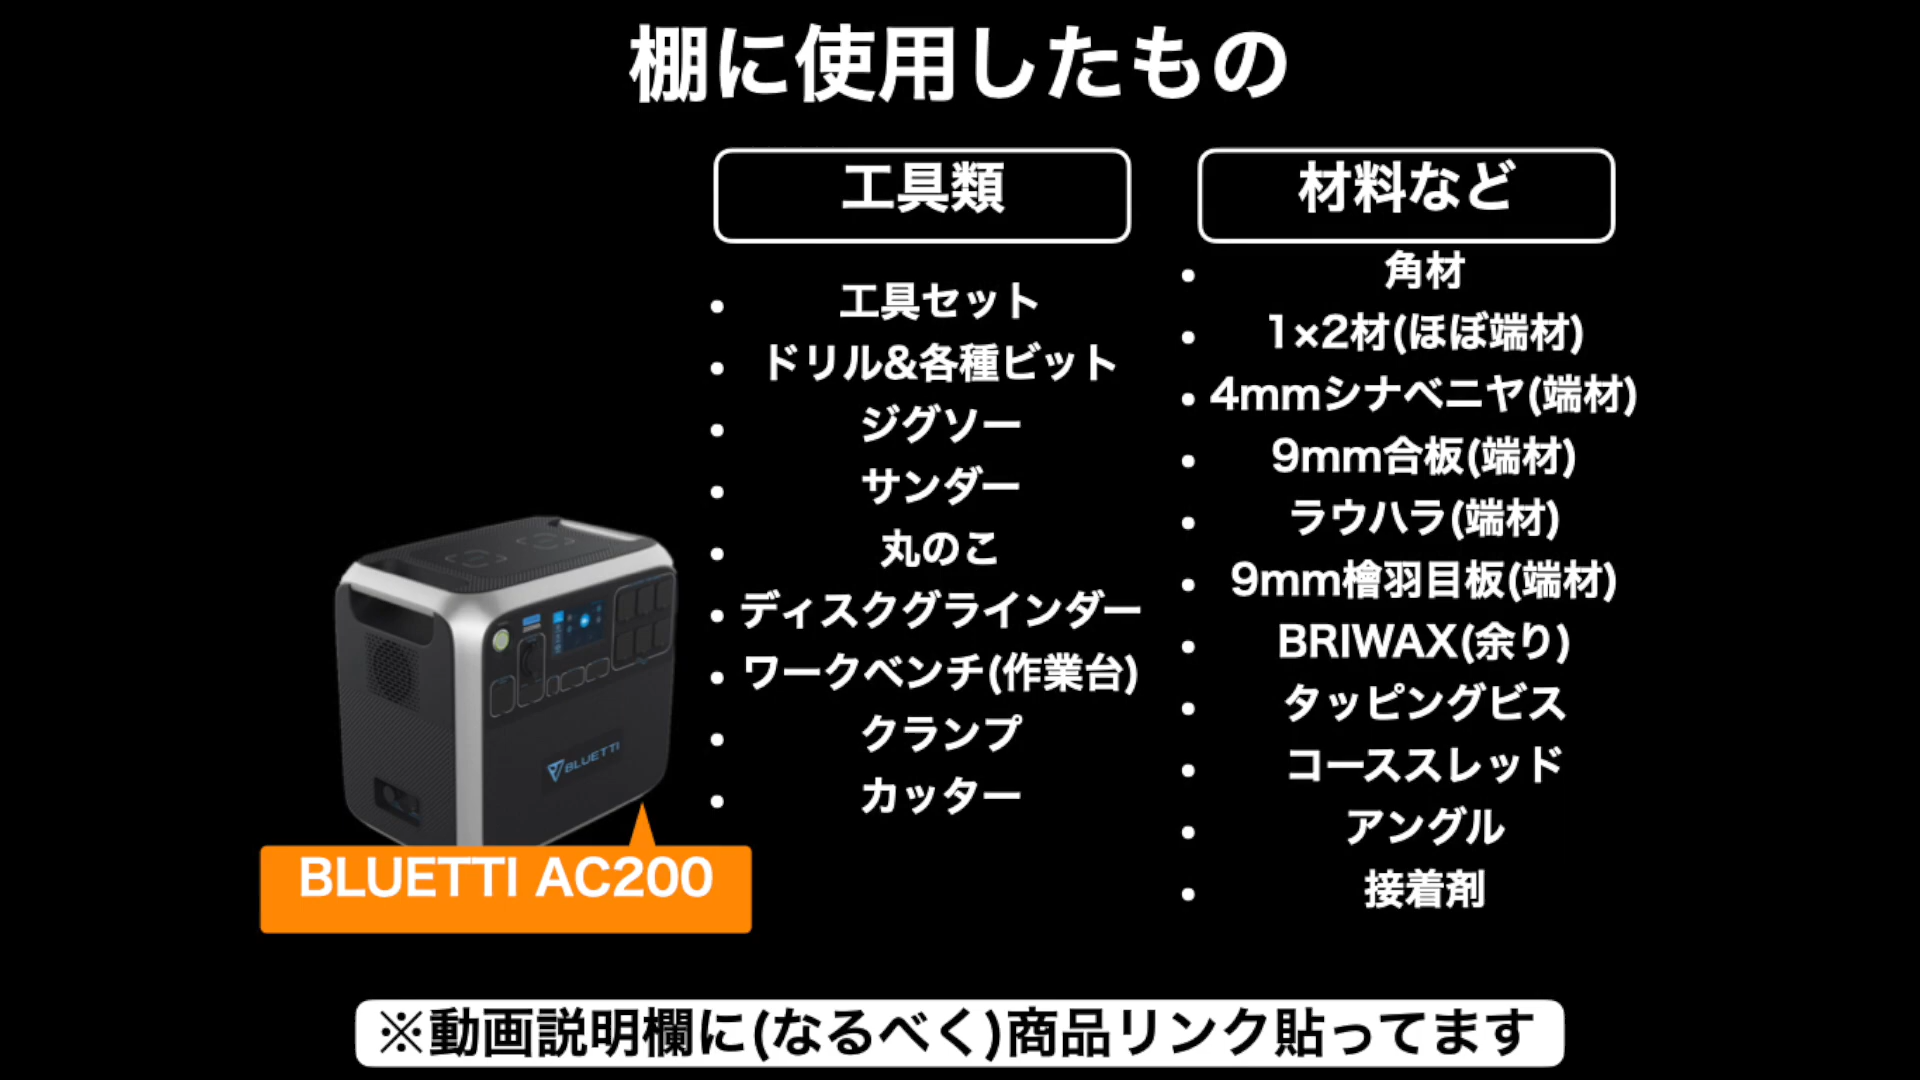 棚に使用したもの
工具類
工具セット
ドリル&各種ビット
ジグソー
サンダー
丸のこ
ディスクグラインダー
ワークベンチ(作業台)
クランプ
カッター
材料など
角材
1×2材(ほぼ端材)
4mmシナベニヤ(端材)
9mm合板(端材)
ラウハラ(端材)
9mm檜羽目板(端材)
BRIWAX(余り)
タッピングビス
コーススレッド
アングル
接着剤
BLUETTI
BLUETTI AC200
※動画説明欄に(なるべく)商品リンク貼ってます